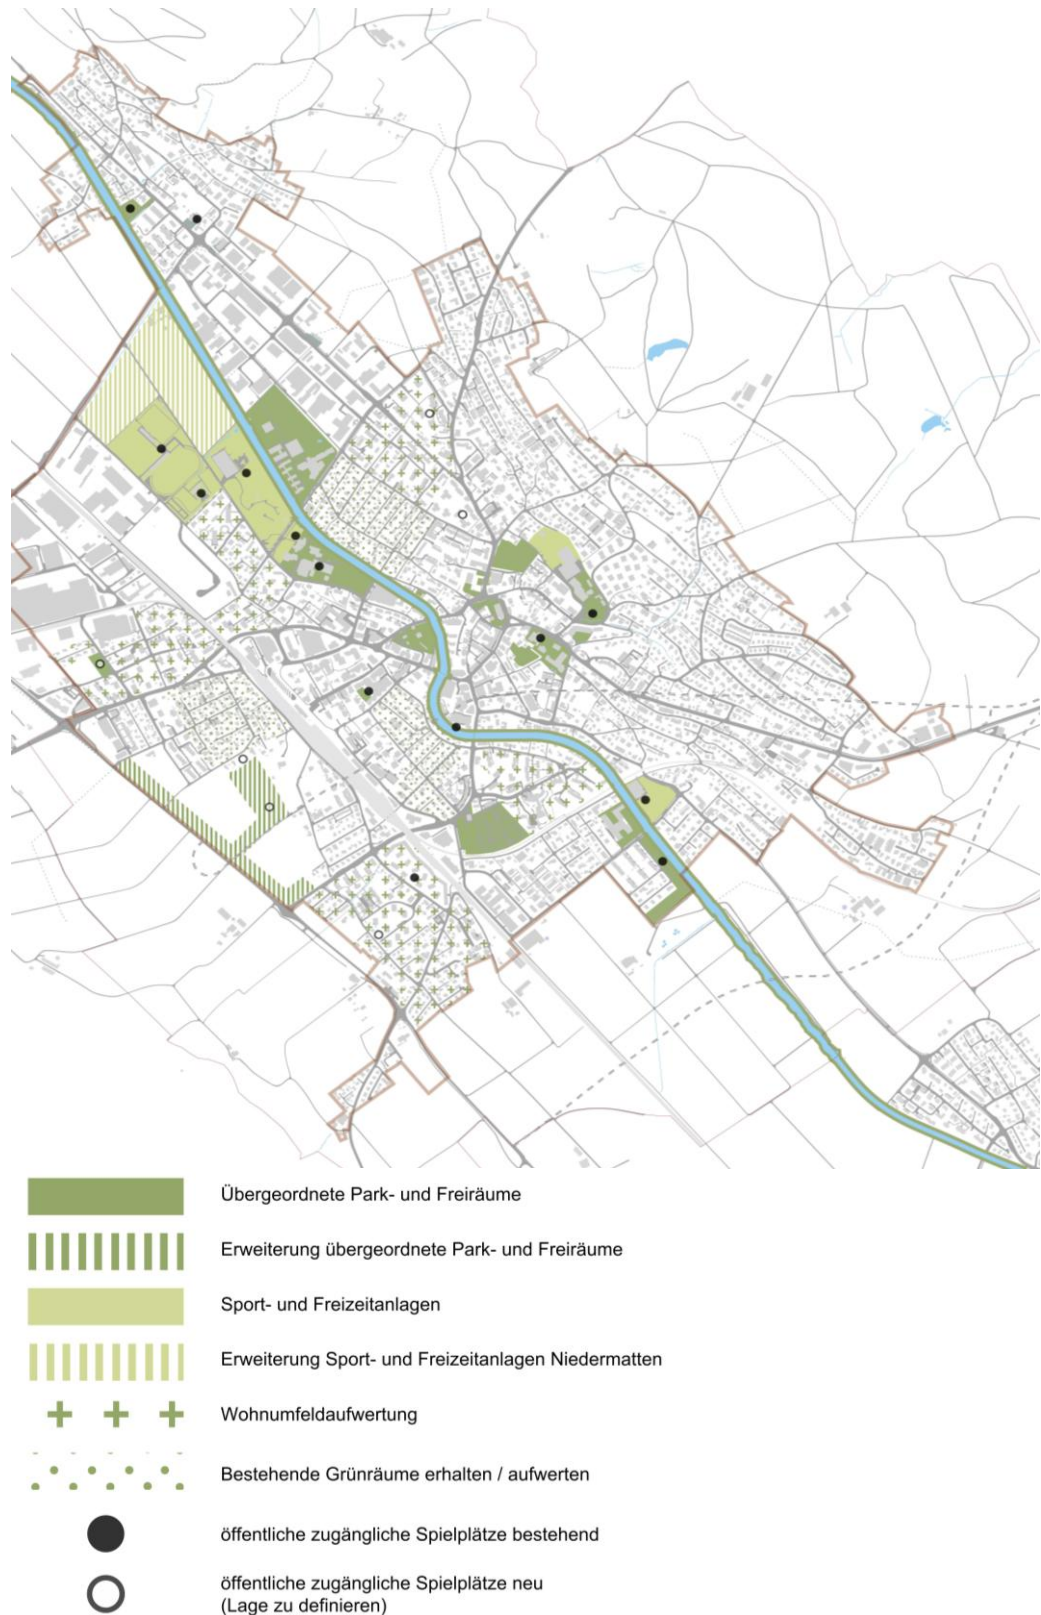 Übergeordnete Park- und Freiräume
Erweiterung übergeordnete Park- und Freiräume
Sport- und Freizeitanlagen
Erweiterung Sport- und Freizeitanlagen Niedermatten
Wohnumfeldaufwertung
Bestehende Grünräume erhalten / aufwerten
öffentliche zugängliche Spielplätze bestehend
öffentliche zugängliche Spielplätze neu
(Lage zu definieren)